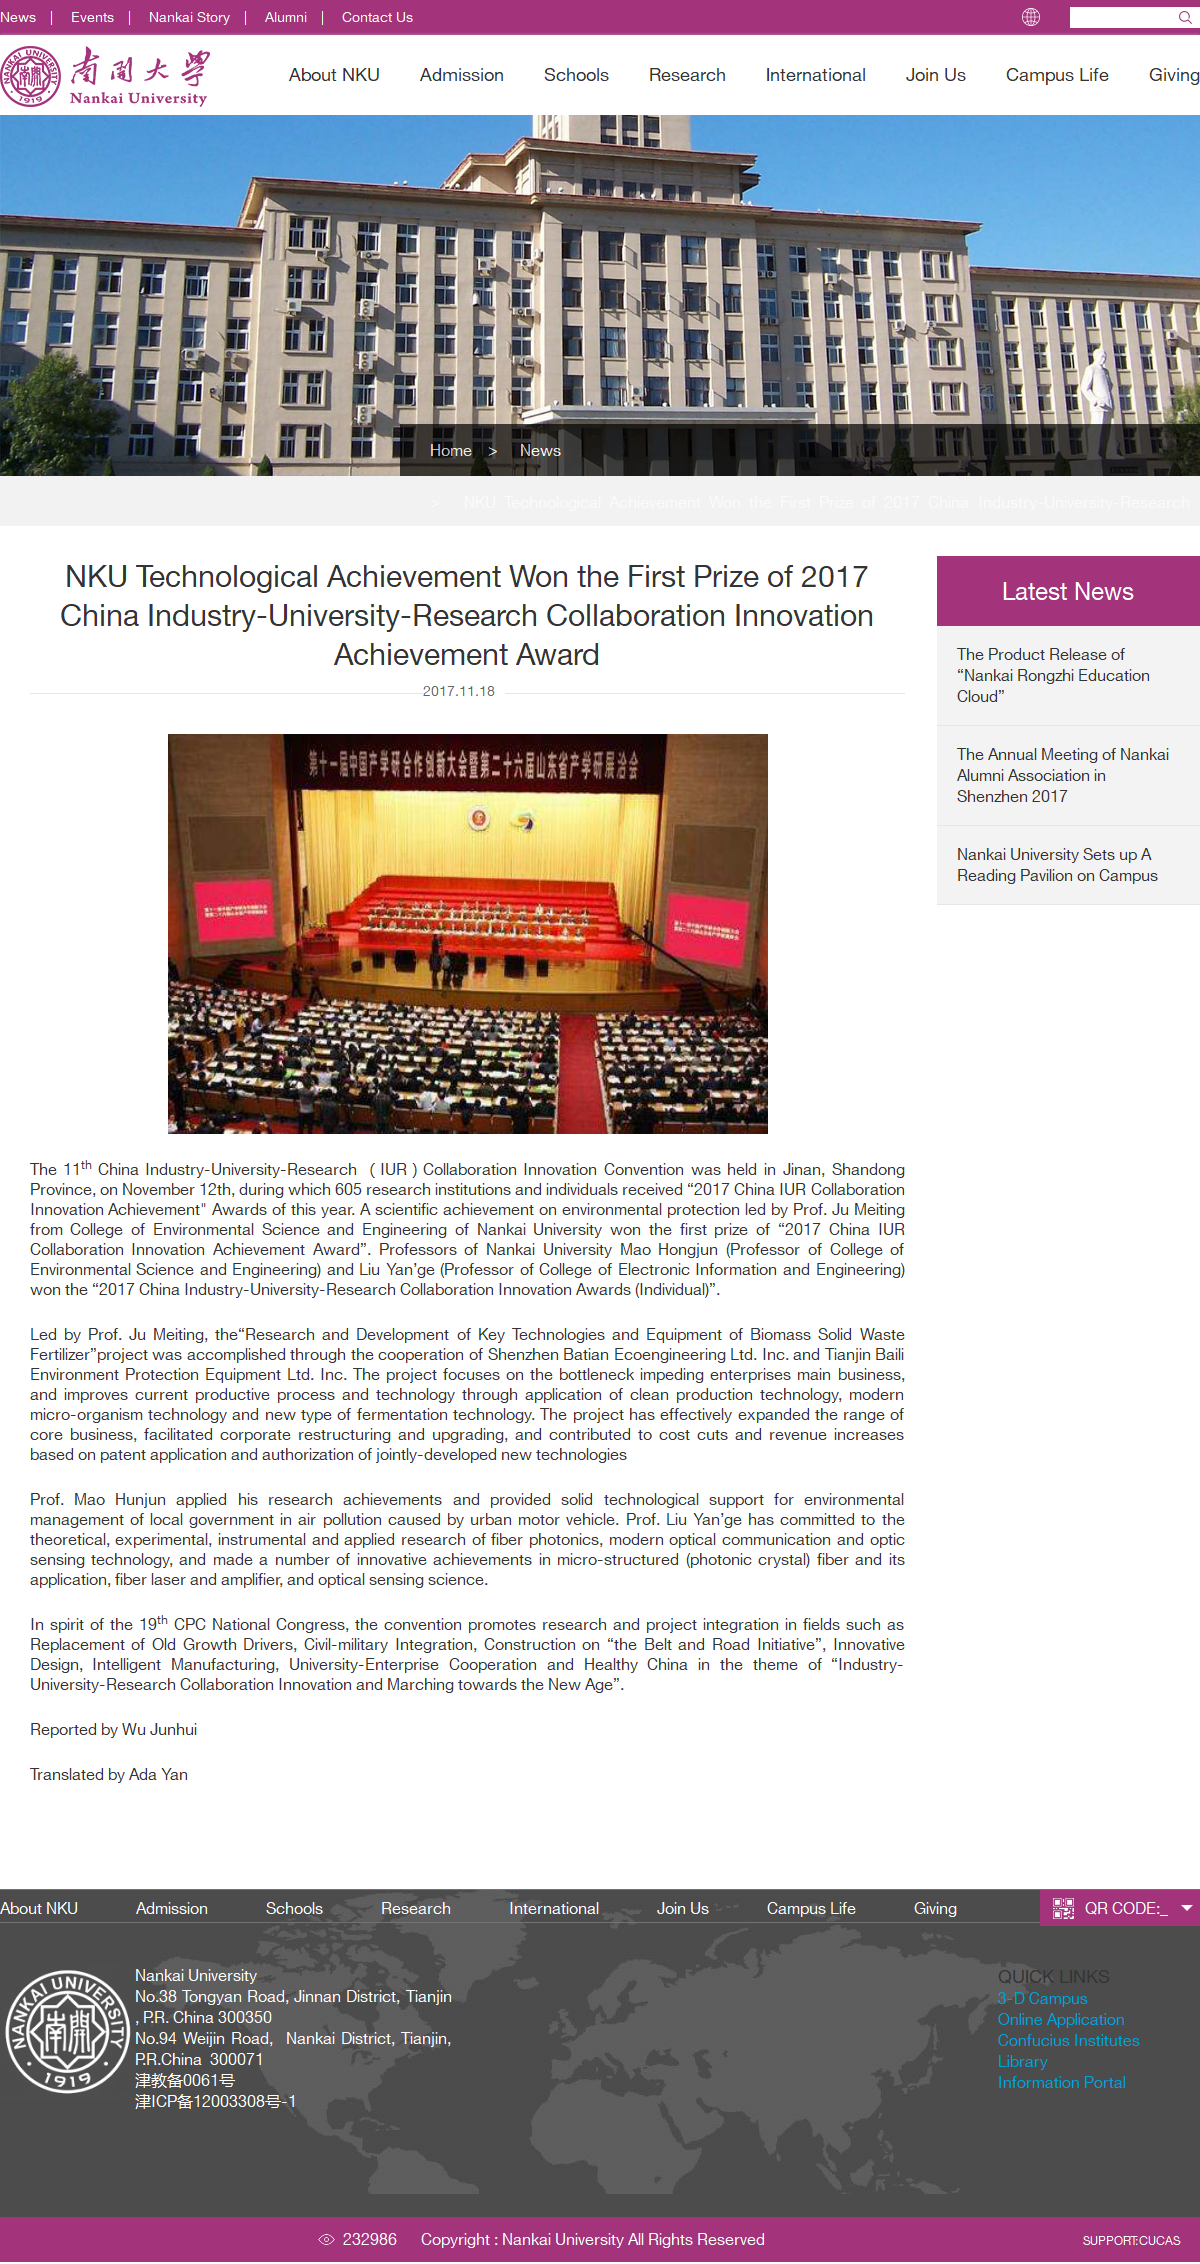 News | Events | Nankai Story | Alumni | Contact Us
NANKAI UNIVERSITY
1919
南開大學
Nankai University
About NKU Admission Schools Research International Join Us Campus Life Giving
Home > News
> NKU Technological Achievement Won the First Prize of 2017 China Industry-University-Research
NKU Technological Achievement Won the First Prize of 2017
China Industry-University-Research Collaboration Innovation
Achievement Award
2017.11.18
第十一届中国产学研合作创新大会暨第二十六届山东省产学研展洽会
The 11th China Industry-University-Research ( IUR ) Collaboration Innovation Convention was held in Jinan, Shandong
Province, on November 12th, during which 605 research institutions and individuals received “2017 China IUR Collaboration
Innovation Achievement" Awards of this year. A scientific achievement on environmental protection led by Prof. Ju Meiting
from College of Environmental Science and Engineering of Nankai University won the first prize of “2017 China IUR
Collaboration Innovation Achievement Award”. Professors of Nankai University Mao Hongjun (Professor of College of
Environmental Science and Engineering) and Liu Yan’ge (Professor of College of Electronic Information and Engineering)
won the “2017 China Industry-University-Research Collaboration Innovation Awards (Individual)”.
Led by Prof. Ju Meiting, the“Research and Development of Key Technologies and Equipment of Biomass Solid Waste
Fertilizer”project was accomplished through the cooperation of Shenzhen Batian Ecoengineering Ltd. Inc. and Tianjin Baili
Environment Protection Equipment Ltd. Inc. The project focuses on the bottleneck impeding enterprises main business,
and improves current productive process and technology through application of clean production technology, modern
micro-organism technology and new type of fermentation technology. The project has effectively expanded the range of
core business, facilitated corporate restructuring and upgrading, and contributed to cost cuts and revenue increases
based on patent application and authorization of jointly-developed new technologies
Prof. Mao Hunjun applied his research achievements and provided solid technological support for environmental
management of local government in air pollution caused by urban motor vehicle. Prof. Liu Yan’ge has committed to the
theoretical, experimental, instrumental and applied research of fiber photonics, modern optical communication and optic
sensing technology, and made a number of innovative achievements in micro-structured (photonic crystal) fiber and its
application, fiber laser and amplifier, and optical sensing science.
In spirit of the 19th CPC National Congress, the convention promotes research and project integration in fields such as
Replacement of Old Growth Drivers, Civil-military Integration, Construction on “the Belt and Road Initiative”, Innovative
Design, Intelligent Manufacturing, University-Enterprise Cooperation and Healthy China in the theme of “Industry-
University-Research Collaboration Innovation and Marching towards the New Age”.
Reported by Wu Junhui
Translated by Ada Yan
Latest News
The Product Release of
“Nankai Rongzhi Education
Cloud”
The Annual Meeting of Nankai
Alumni Association in
Shenzhen 2017
Nankai University Sets up A
Reading Pavilion on Campus
About NKU Admission Schools Research International Join Us Campus Life Giving
QR CODE:_
NANKAI UNIVERSITY
南開
1919
Nankai University
No.38 Tongyan Road, Jinnan District, Tianjin
, P.R. China 300350
No.94 Weijin Road, Nankai District, Tianjin,
P.R.China 300071
津教备0061号
津ICP备12003308号-1
QUICK LINKS
3-D Campus
Online Application
Confucius Institutes
Library
Information Portal
232986 Copyright : Nankai University All Rights Reserved
SUPPORT:CUCAS